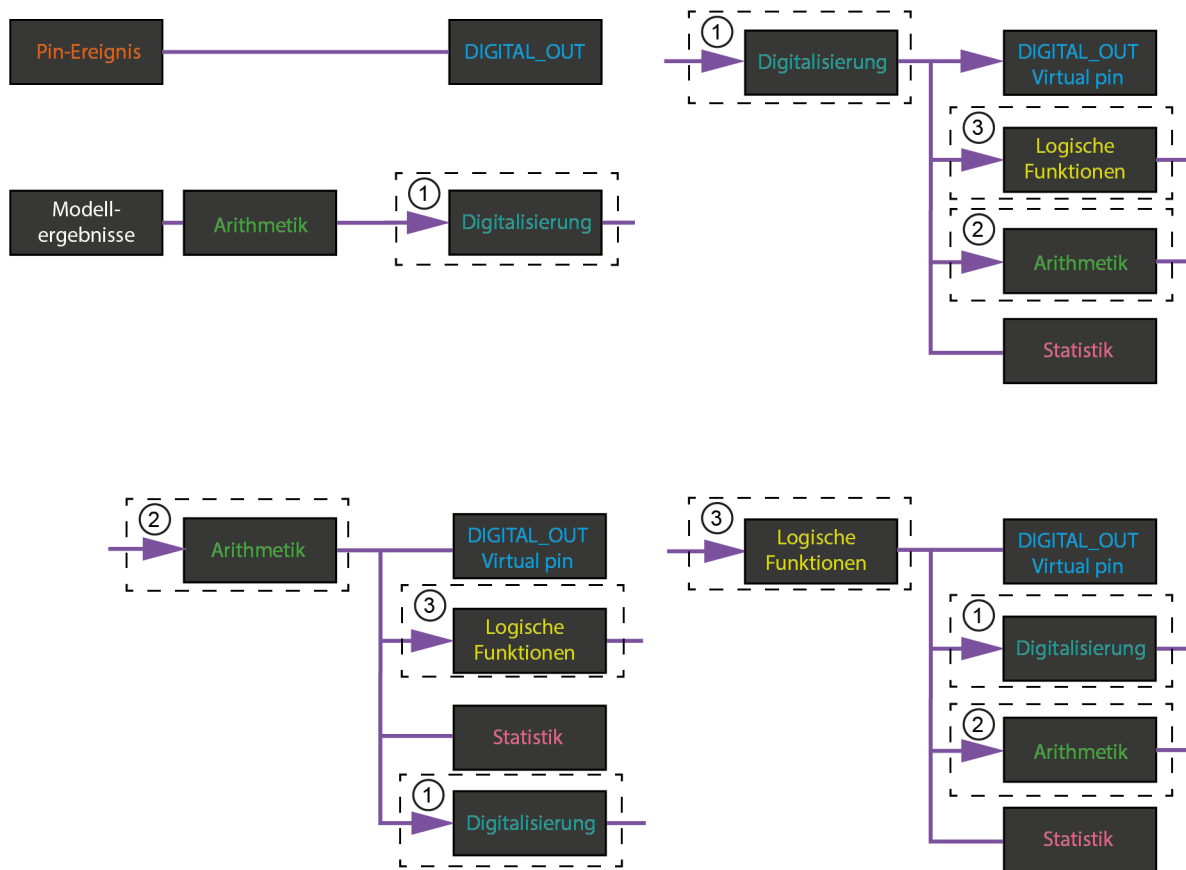 Pin-Ereignis
DIGITAL_OUT
Modell-
ergebnisse
Arithmetik
1
Digitalisierung
1
Digitalisierung
DIGITAL_OUT
Virtual pin
3
Logische
Funktionen
2
Arithmetik
Statistik
2
Arithmetik
DIGITAL_OUT
Virtual pin
3
Logische
Funktionen
Statistik
1
Digitalisierung
3
Logische
Funktionen
DIGITAL_OUT
Virtual pin
1
Digitalisierung
2
Arithmetik
Statistik